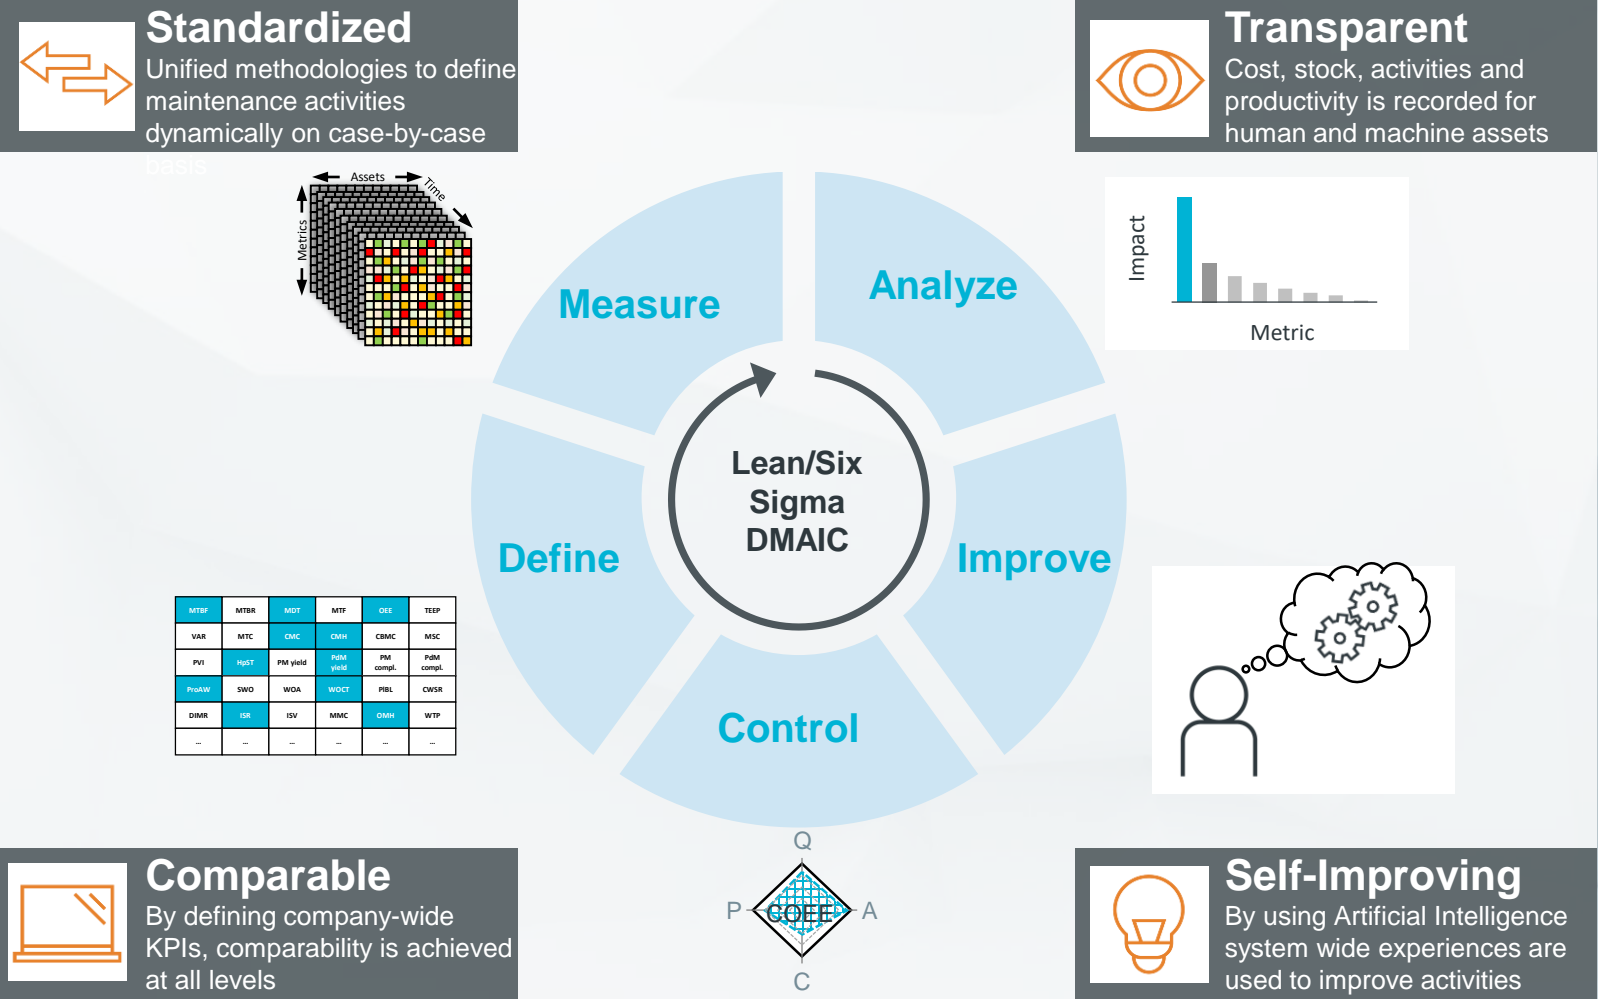 Standardized
Unified methodologies to define
maintenance activities
dynamically on case-by-case
basis
Transparent
Cost, stock, activities and
productivity is recorded for
human and machine assets
Assets
Time
Metrics
Measure
Analyze
Impact
Metric
Lean/Six
Sigma
DMAIC
Define
Improve
Control
MTBF MTBR MDT MTF OEE TEEP
VAR MTC CMC CMH CBMC MSC
PVI HpST PM yield PdM yield PM compl. PdM compl.
ProAW SWO WOA WOCT PIBL CWSR
DIMR ISR ISV MMC OMH WTP
... ... ... ... ... ...
Q
P COEE A
C
Comparable
By defining company-wide
KPIs, comparability is achieved
at all levels
Self-Improving
By using Artificial Intelligence
system wide experiences are
used to improve activities